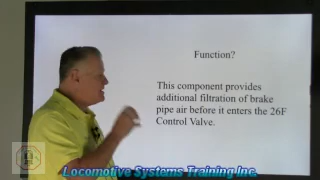 Function?
This component provides
additional filtration of brake
pipe air before it enters the 26F
Control Valve.
Locomotive Systems Training Inc.